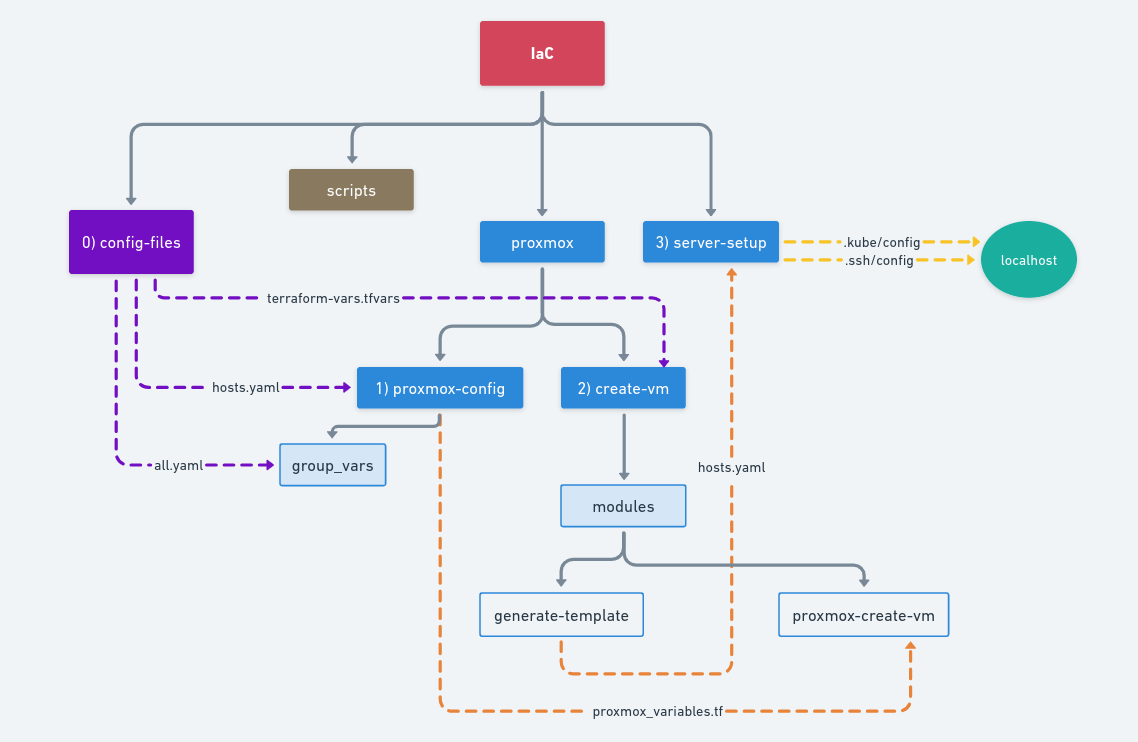 IaC
scripts
0) config-files
proxmox
3) server-setup
.kube/config
.ssh/config
localhost
terraform-vars.tfvars
hosts.yaml
1) proxmox-config
2) create-vm
all.yaml
group_vars
hosts.yaml
modules
generate-template
proxmox-create-vm
proxmox_variables.tf